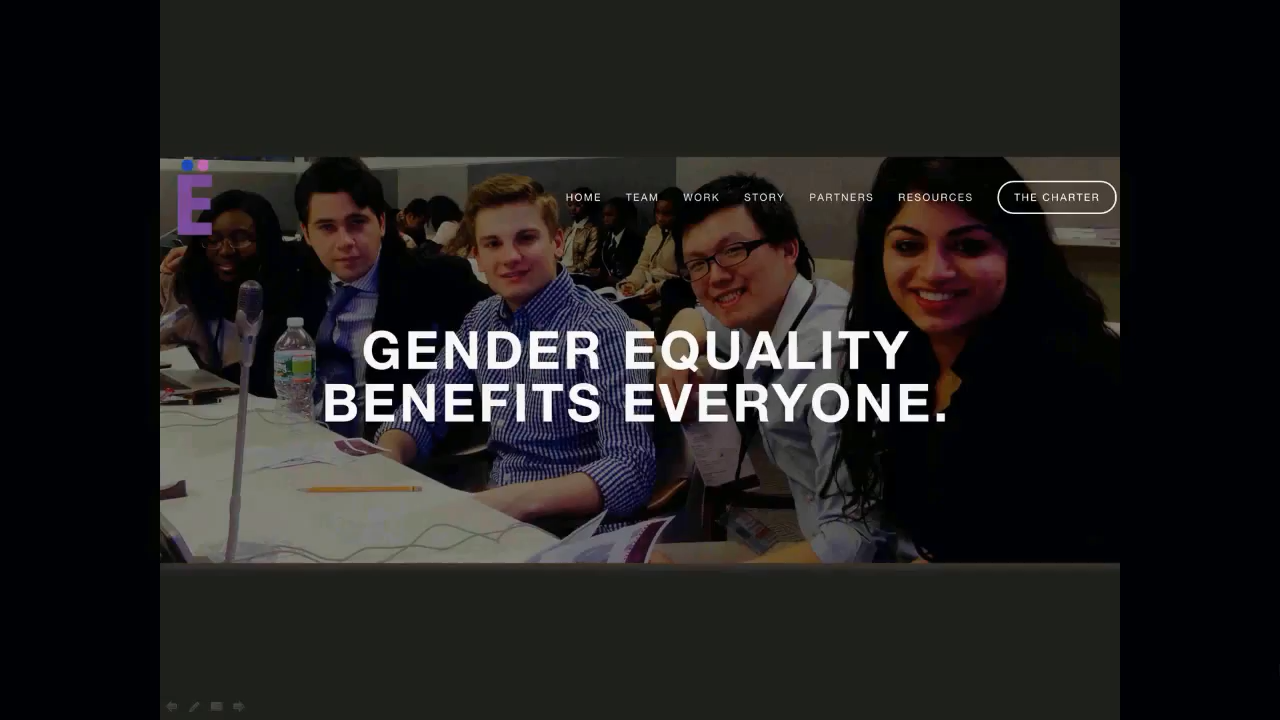 Ë
HOME TEAM WORK STORY PARTNERS RESOURCES THE CHARTER
GENDER EQUALITY
BENEFITS EVERYONE.